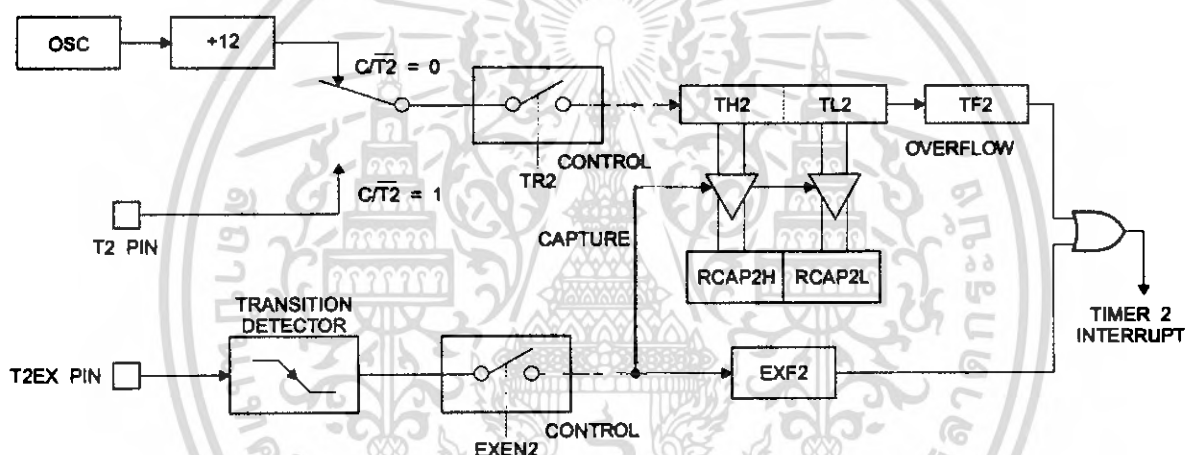 OSC
+12
C/T2 = 0
TH2
TL2
TF2
OVERFLOW
CONTROL
TR2
C/T2 = 1
T2 PIN
CAPTURE
RCAP2H
RCAP2L
TIMER 2
INTERRUPT
TRANSITION
DETECTOR
T2EX PIN
EXF2
CONTROL
EXEN2